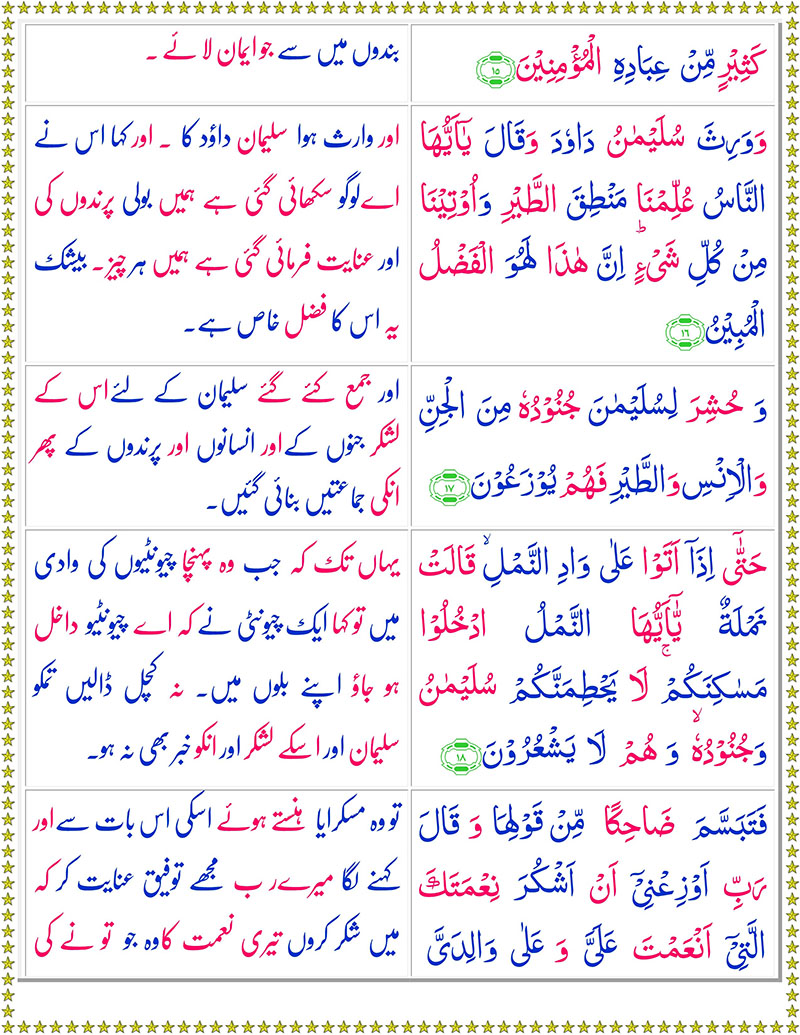 كَثِيْرٍ مِّنْ عِبَادِهِ الْمُؤْمِنِيْنَ ۝١٥
بندوں میں سے جو ایمان لائے ۔
وَوَرِثَ سُلَيْمٰنُ دَاوٗدَ وَقَالَ يٰٓاَيُّهَا
النَّاسُ عُلِّمْنَا مَنْطِقَ الطَّيْرِ وَاُوْتِيْنَا
مِنْ كُلِّ شَيْءٍ ؕ اِنَّ هٰذَا لَهُوَ الْفَضْلُ
الْمُبِيْنُ ۝١٦
اور وارث ہوا سلیمان داؤد کا ۔ اور کہا اس نے
اے لوگو سکھائی گئی ہے ہمیں بولی پرندوں کی
اور عنایت فرمائی گئی ہے ہمیں ہر چیز۔ بیشک
یہ اس کا فضل خاص ہے۔
وَ حُشِرَ لِسُلَيْمٰنَ جُنُوْدُهٗ مِنَ الْجِنِّ
وَالْاِنْسِ وَالطَّيْرِ فَهُمْ يُوْزَعُوْنَ ۝١٧
اور جمع کئے گئے سلیمان کے لئے اس کے
لشکر جنوں کے اور انسانوں اور پرندوں کے پھر
انکی جماعتیں بنائی گئیں۔
حَتّٰٓى اِذَاۤ اَتَوْا عَلٰى وَادِ النَّمْلِ ۙ قَالَتْ
نَمْلَةٌ يّٰٓاَيُّهَا النَّمْلُ ادْخُلُوْا
مَسٰكِنَكُمْ ۚ لَا يَحْطِمَنَّكُمْ سُلَيْمٰنُ
وَجُنُوْدُهٗ ۙ وَ هُمْ لَا يَشْعُرُوْنَ ۝١٨
یہاں تک کہ جب وہ پہنچا چیونٹیوں کی وادی
میں تو کہا ایک چیونٹی نے کہ اے چیونٹیو داخل
ہو جاؤ اپنے بلوں میں۔ نہ کچل ڈالیں تمکو
سلیمان اور اسکے لشکر اور انکو خبر بھی نہ ہو۔
فَتَبَسَّمَ ضَاحِكًا مِّنْ قَوْلِهَا وَ قَالَ
رَبِّ اَوْزِعْنِيْۤ اَنْ اَشْكُرَ نِعْمَتَكَ
الَّتِيْۤ اَنْعَمْتَ عَلَيَّ وَ عَلٰى وَالِدَيَّ
تو وہ مسکرایا ہنستے ہوئے اسکی اس بات سے اور
کہنے لگا میرے رب مجھے توفیق عنایت کر کہ
میں شکر کروں تیری نعمت کا وہ جو تو نے کی